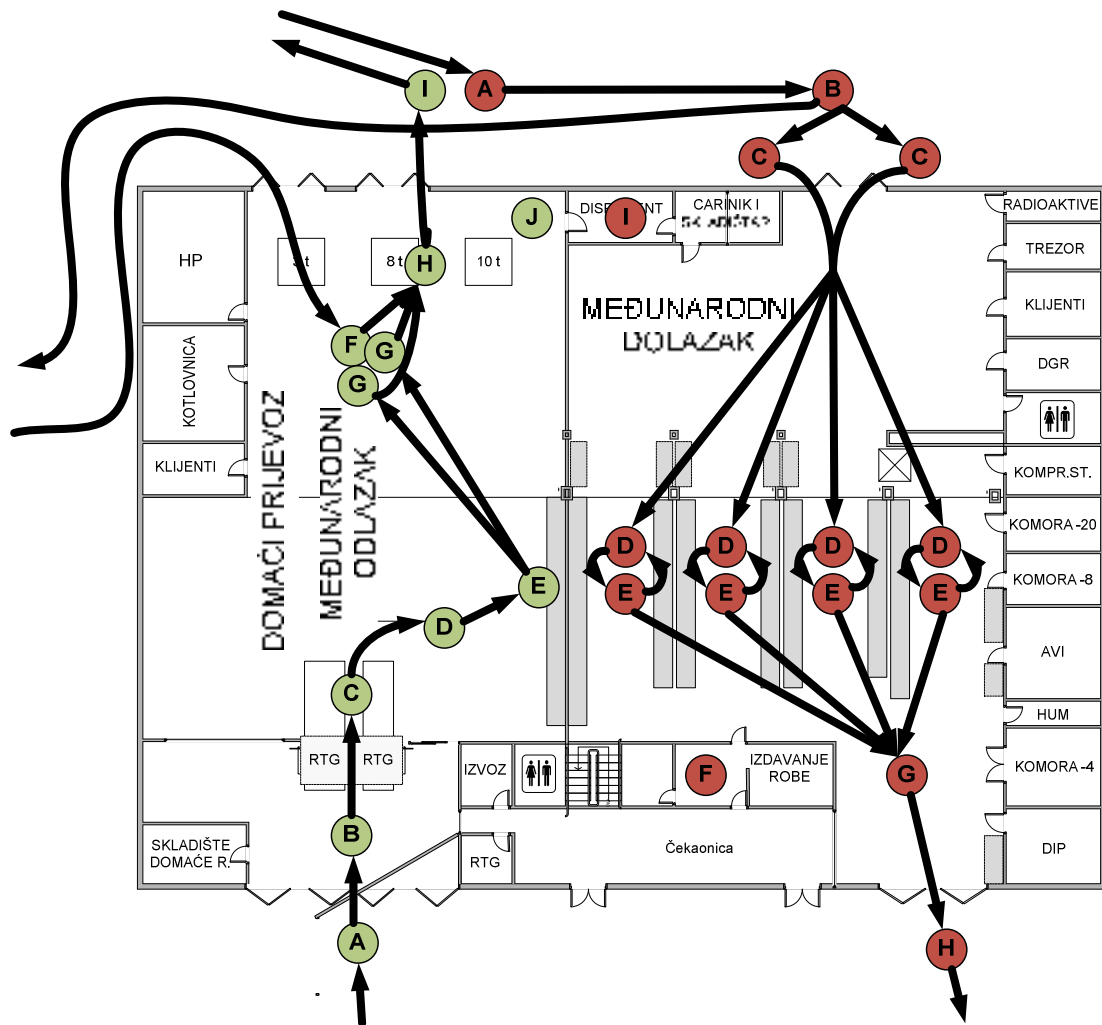 I
A
B
C
C
J
DISPEČENT
I
CARINIK I
RADIOAKTIVE
HP
5 t
8 t
H
10 t
TREZOR
MEĐUNARODNI
DOLAZAK
KLIJENTI
F
G
G
KOTLOVNICA
DGR
KLIJENTI
KOMPR.ST.
DOMAĆI PRIJEVOZ
MEĐUNARODNI
ODLAZAK
KOMORA -20
D
D
D
D
E
E
E
E
E
KOMORA -8
D
AVI
C
HUM
RTG
RTG
IZVOZ
F
IZDAVANJE
ROBE
G
KOMORA -4
B
SKLADIŠTE
DOMAĆE R.
RTG
Čekaonica
DIP
A
H